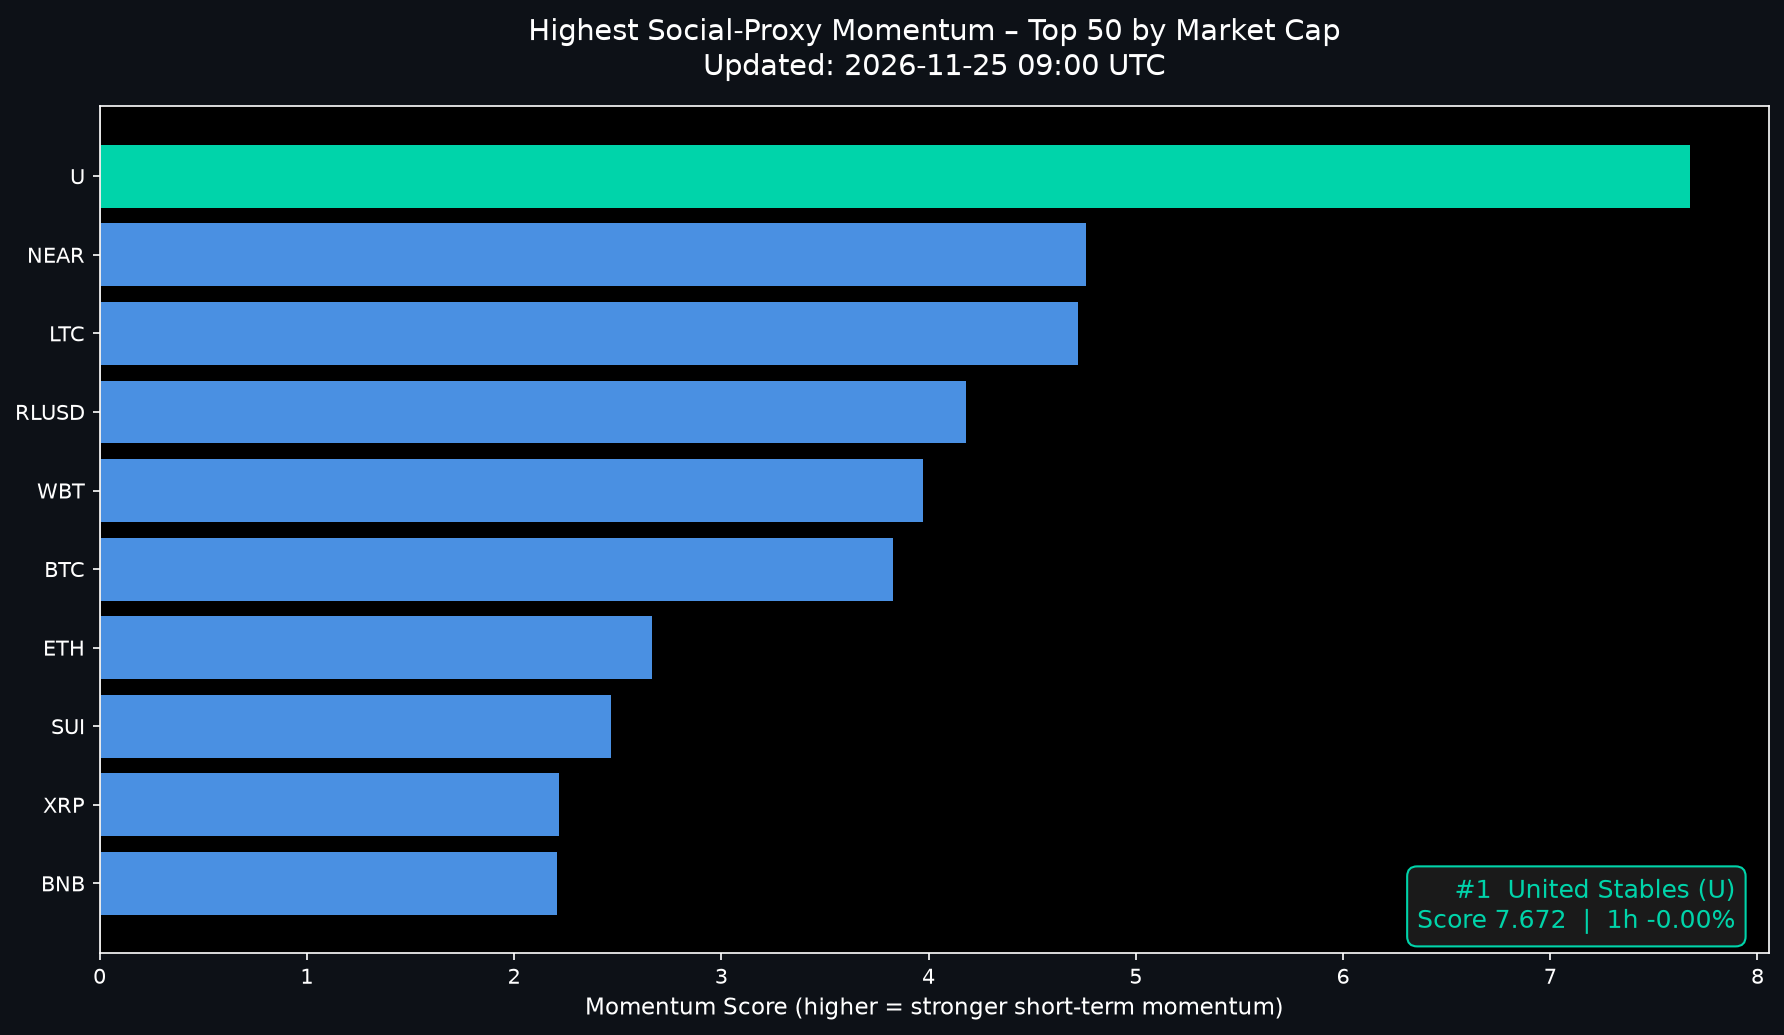 Highest Social-Proxy Momentum – Top 50 by Market Cap
Updated: 2026-11-25 09:00 UTC
U
NEAR
LTC
RLUSD
WBT
BTC
ETH
SUI
XRP
BNB
#1  United Stables (U)
Score 7.672  |  1h -0.00%
0 1 2 3 4 5 6 7 8
Momentum Score (higher = stronger short-term momentum)